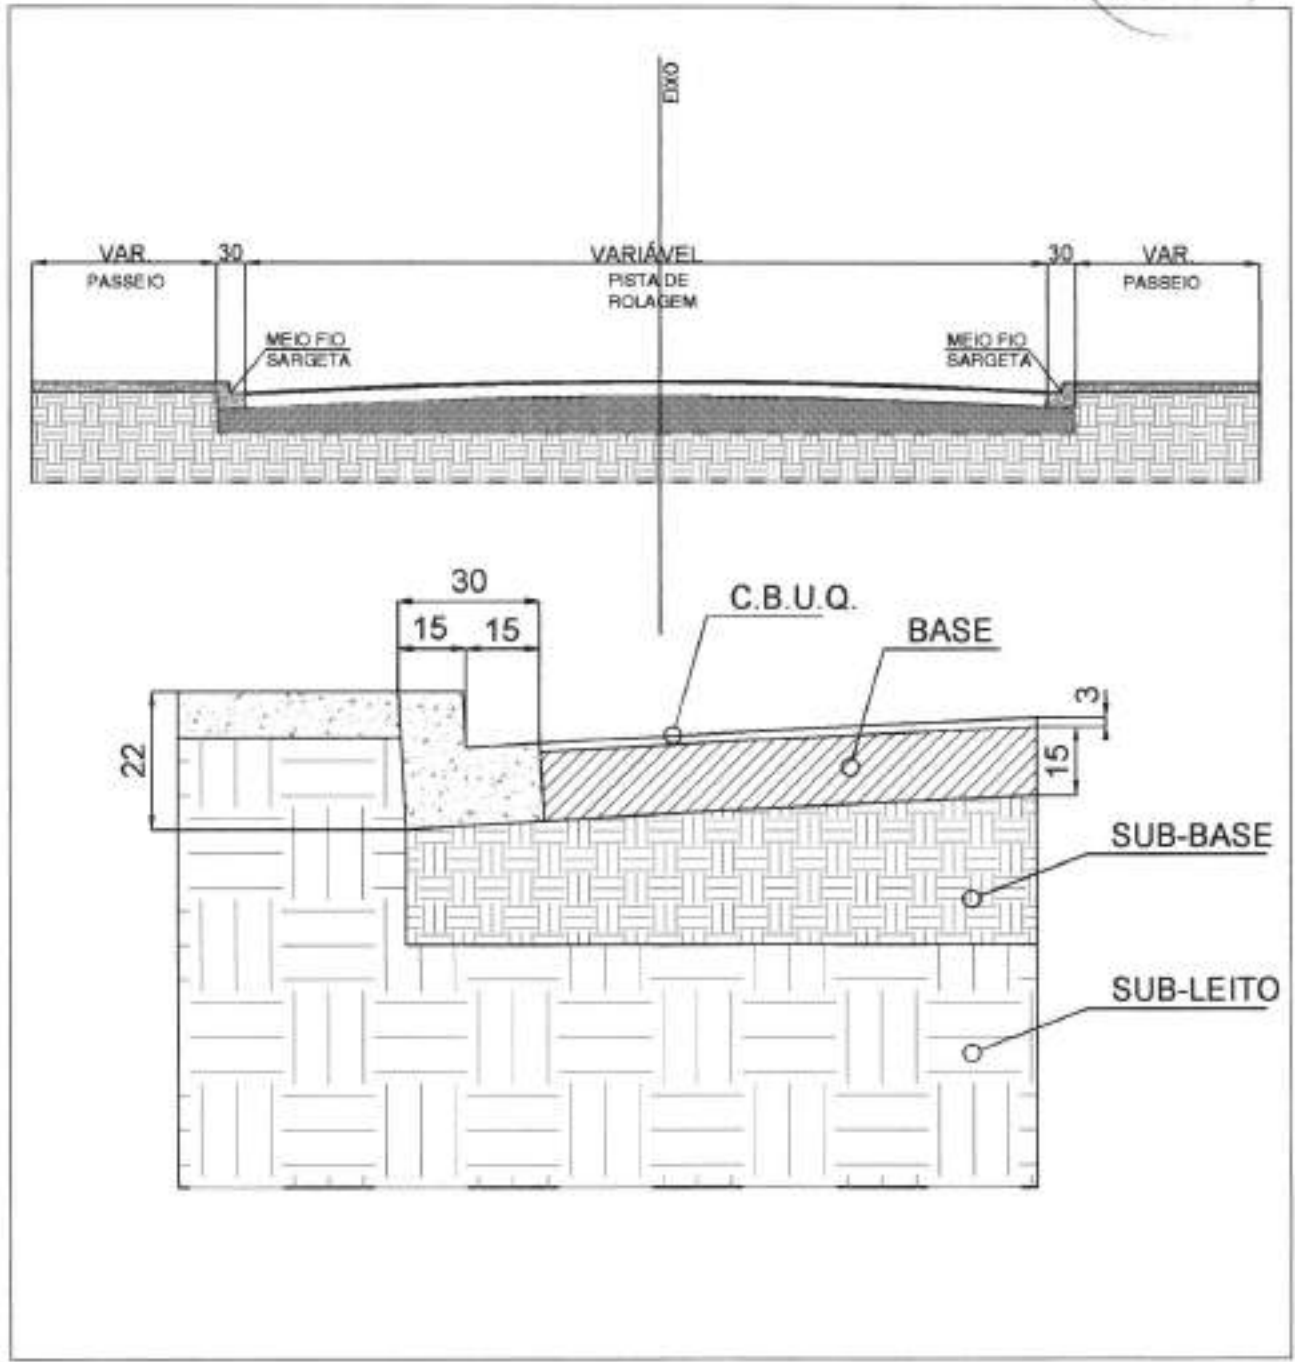 EIXO
VAR.
30
VARIÁVEL
30
VAR.
PASSEIO
PISTA DE
ROLAGEM
PASSEIO
MEIO FIO
SARGETA
MEIO FIO
SARGETA
30
15
15
C.B.U.Q.
BASE
3
22
15
SUB-BASE
SUB-LEITO